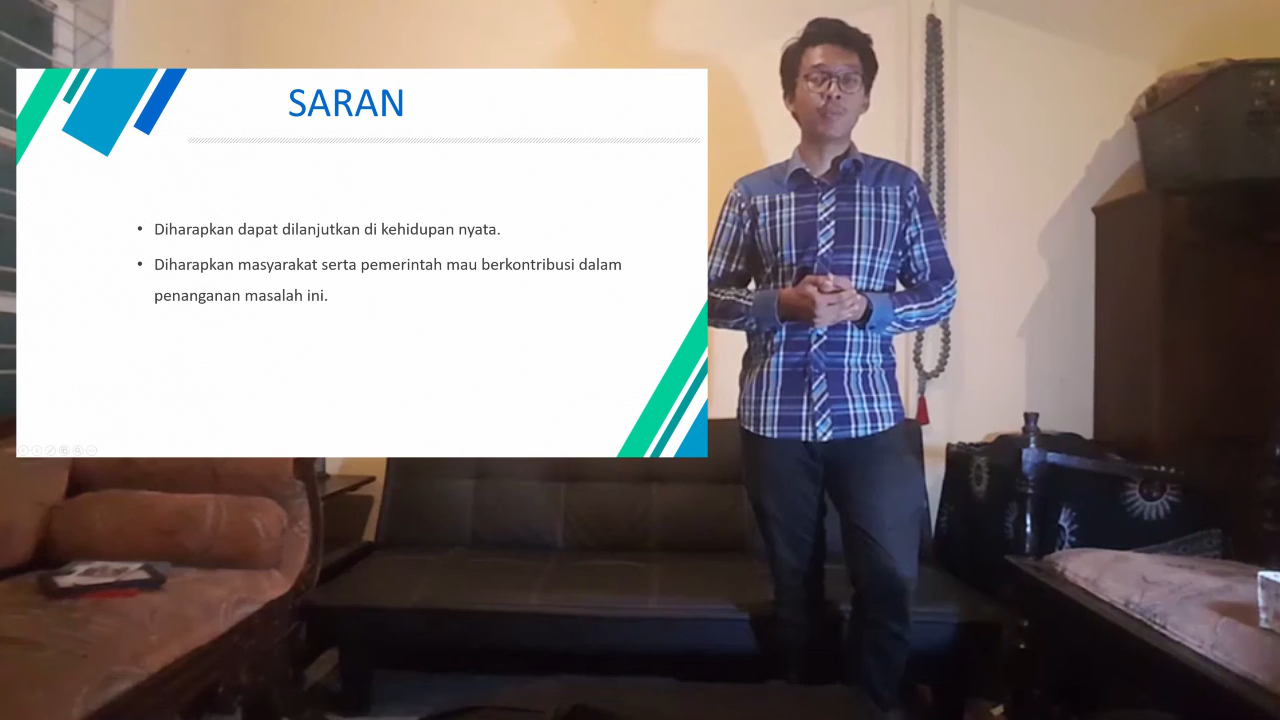 SARAN
• Diharapkan dapat dilanjutkan di kehidupan nyata.
• Diharapkan masyarakat serta pemerintah mau berkontribusi dalam
penanganan masalah ini.